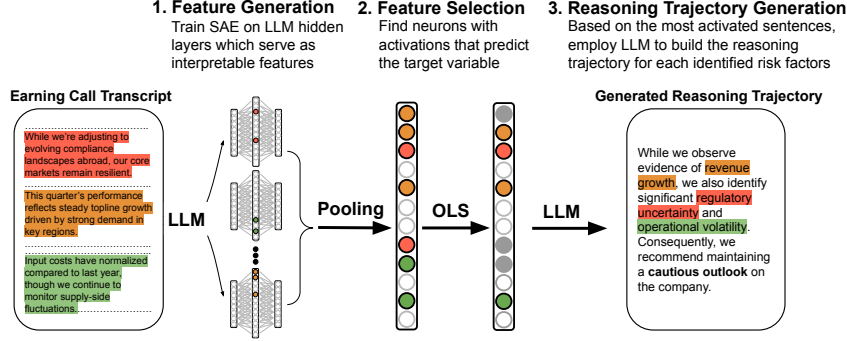 1. Feature Generation
Train SAE on LLM hidden
layers which serve as
interpretable features
2. Feature Selection
Find neurons with
activations that predict
the target variable
3. Reasoning Trajectory Generation
Based on the most activated sentences,
employ LLM to build the reasoning
trajectory for each identified risk factors
Earning Call Transcript
While we're adjusting to
evolving compliance
landscapes abroad, our core
markets remain resilient.
This quarter's performance
reflects steady topline growth
driven by strong demand in
key regions.
Input costs have normalized
compared to last year,
though we continue to
monitor supply-side
fluctuations.
LLM
Pooling
OLS
LLM
Generated Reasoning Trajectory
While we observe
evidence of revenue
growth, we also identify
significant regulatory
uncertainty and
operational volatility.
Consequently, we
recommend maintaining
a cautious outlook on
the company.